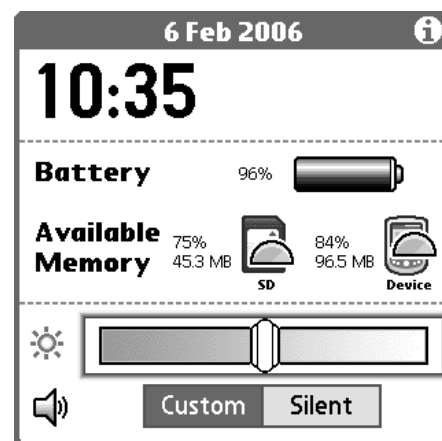 6 Feb 2006
10:35
Battery 96%
Available Memory
75%
45.3 MB
SD
84%
96.5 MB
Device
Custom Silent